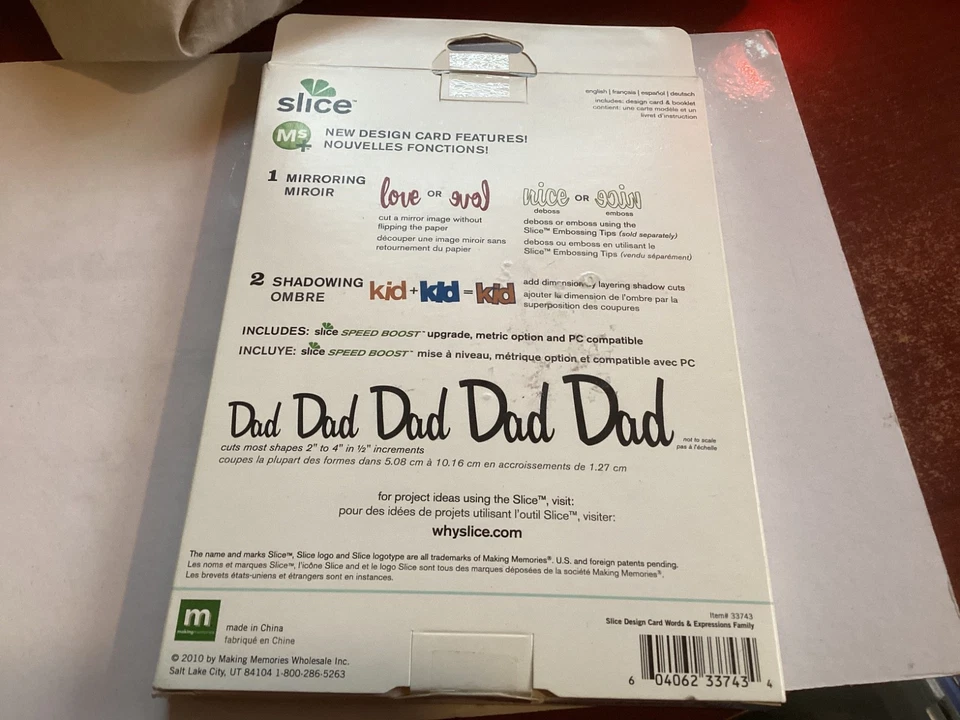 slice™
english | français | español | deutsch
includes: design card & booklet
contient: une carte modèle et un
livret d'instruction
Ms+
NEW DESIGN CARD FEATURES!
NOUVELLES FONCTIONS!
1 MIRRORING
MIROIR
love OR love
cut a mirror image without
flipping the paper
découper une image miroir sans
retournement du papier
nice OR nice
deboss emboss
deboss or emboss using the
Slice™ Embossing Tips (sold separately)
deboss ou emboss en utilisant le
Slice™ Embossing Tips (vendu séparément)
2 SHADOWING
OMBRE
kid + kid = kid
add dimension by layering shadow cuts
ajouter la dimension de l'ombre par la
superposition des coupures
INCLUDES: slice SPEED BOOST™ upgrade, metric option and PC compatible
INCLUYE: slice SPEED BOOST™ mise à niveau, métrique option et compatible avec PC
Dad Dad Dad Dad Dad
not to scale
pas à l'échelle
cuts most shapes 2" to 4" in ½" increments
coupes la plupart des formes dans 5.08 cm à 10.16 cm en accroissements de 1.27 cm
for project ideas using the Slice™, visit:
pour des idées de projets utilisant l'outil Slice™, visiter:
whyslice.com
The name and marks Slice™, Slice logo and Slice logotype are all trademarks of Making Memories®. U.S. and foreign patents pending.
Les noms et marques Slice™, l'icône Slice and et le logo Slice sont tous des marques déposées de la société Making Memories®.
Les brevets états-uniens et étrangers sont en instances.
m
makingmemories
made in China
fabriqué en Chine
© 2010 by Making Memories Wholesale Inc.
Salt Lake City, UT 84104 1-800-286-5263
Item# 33743
Slice Design Card Words & Expressions Family
6 04062 33743 4